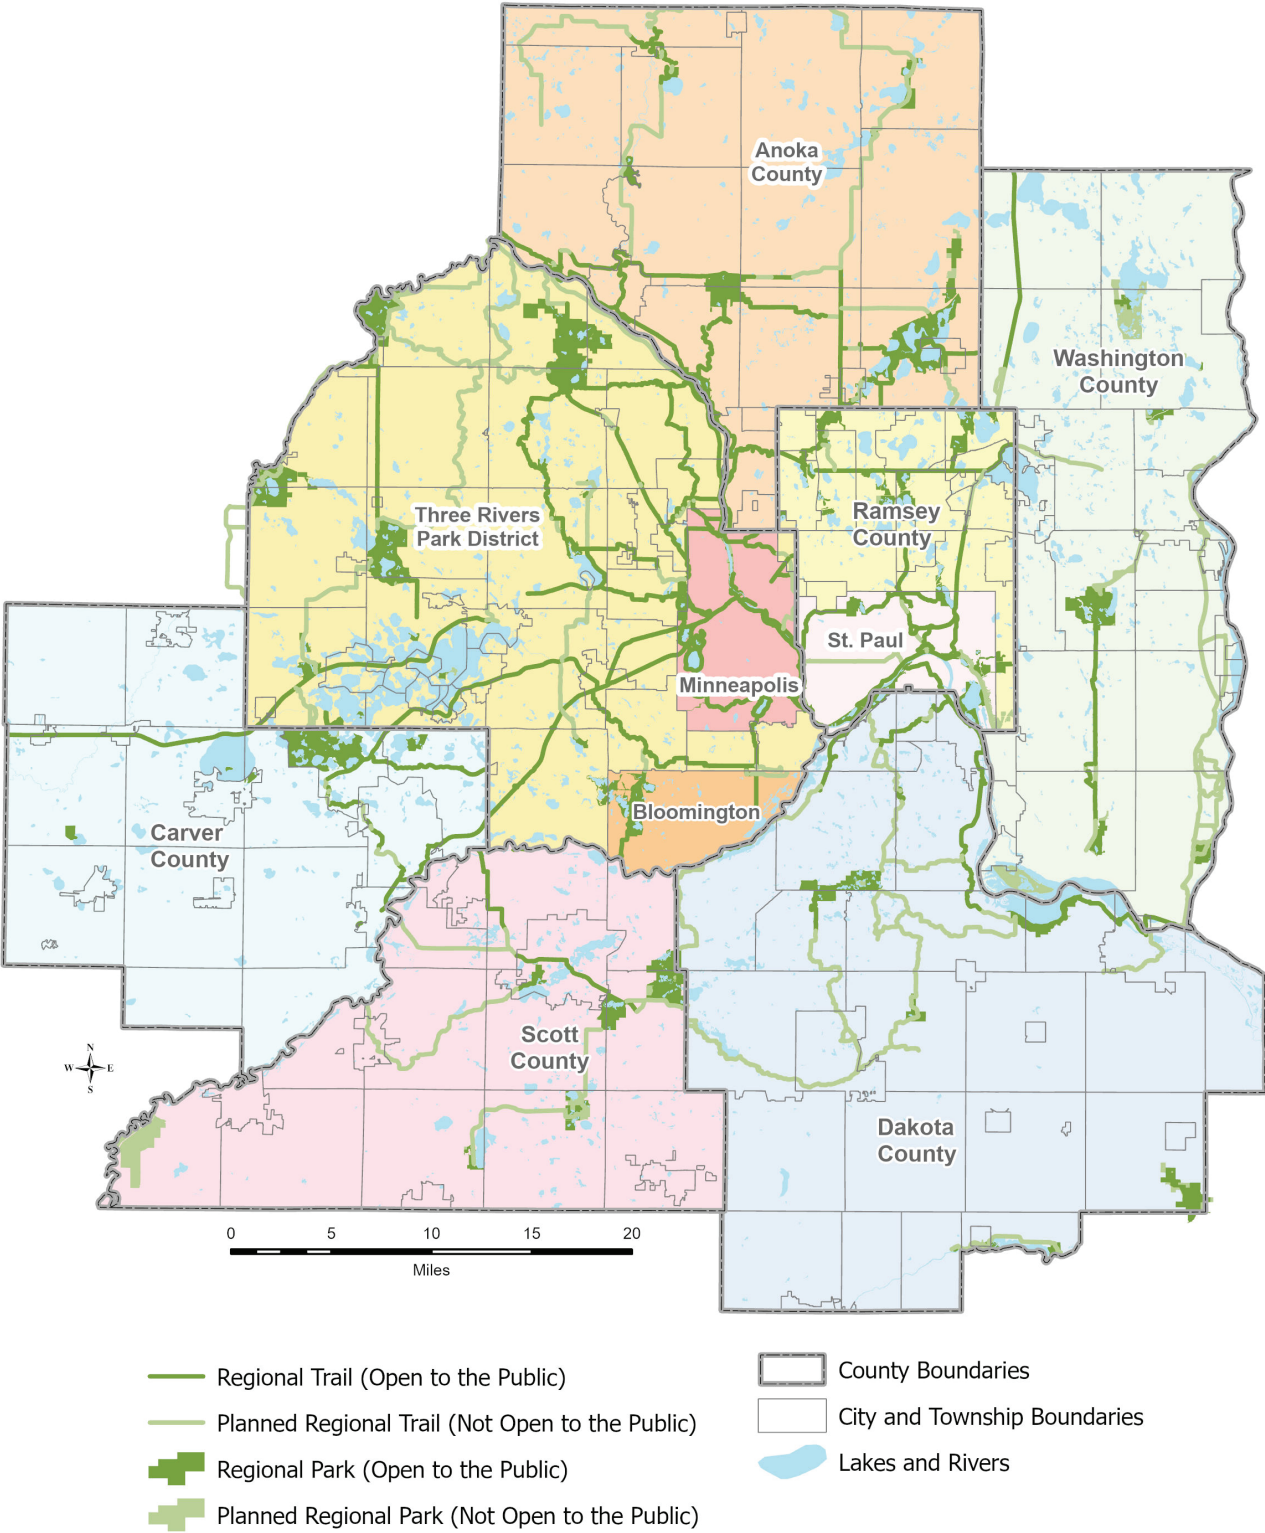 Anoka
County
Washington
County
Three Rivers
Park District
Ramsey
County
St. Paul
Minneapolis
Bloomington
Carver
County
Scott
County
Dakota
County
N
W E
S
0 5 10 15 20
Miles
Regional Trail (Open to the Public)
Planned Regional Trail (Not Open to the Public)
Regional Park (Open to the Public)
Planned Regional Park (Not Open to the Public)
County Boundaries
City and Township Boundaries
Lakes and Rivers